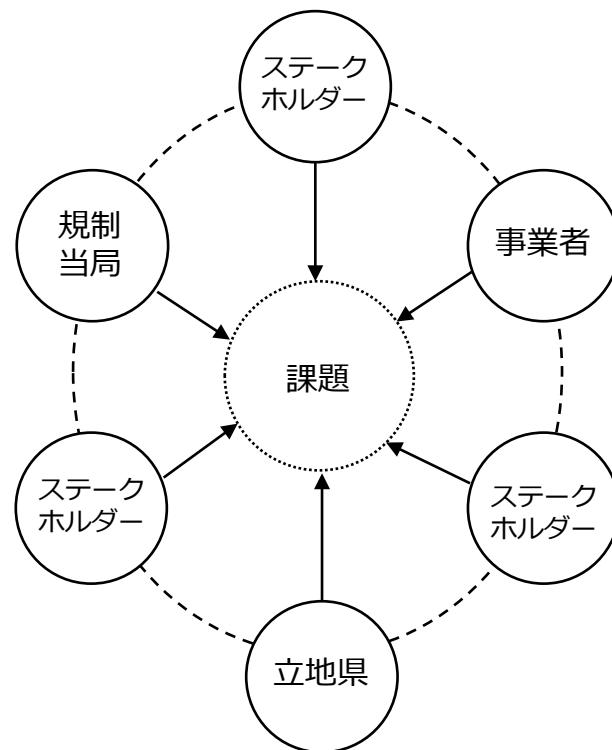 ステーク
ホルダー
規制
当局
事業者
課題
ステーク
ホルダー
ステーク
ホルダー
立地県